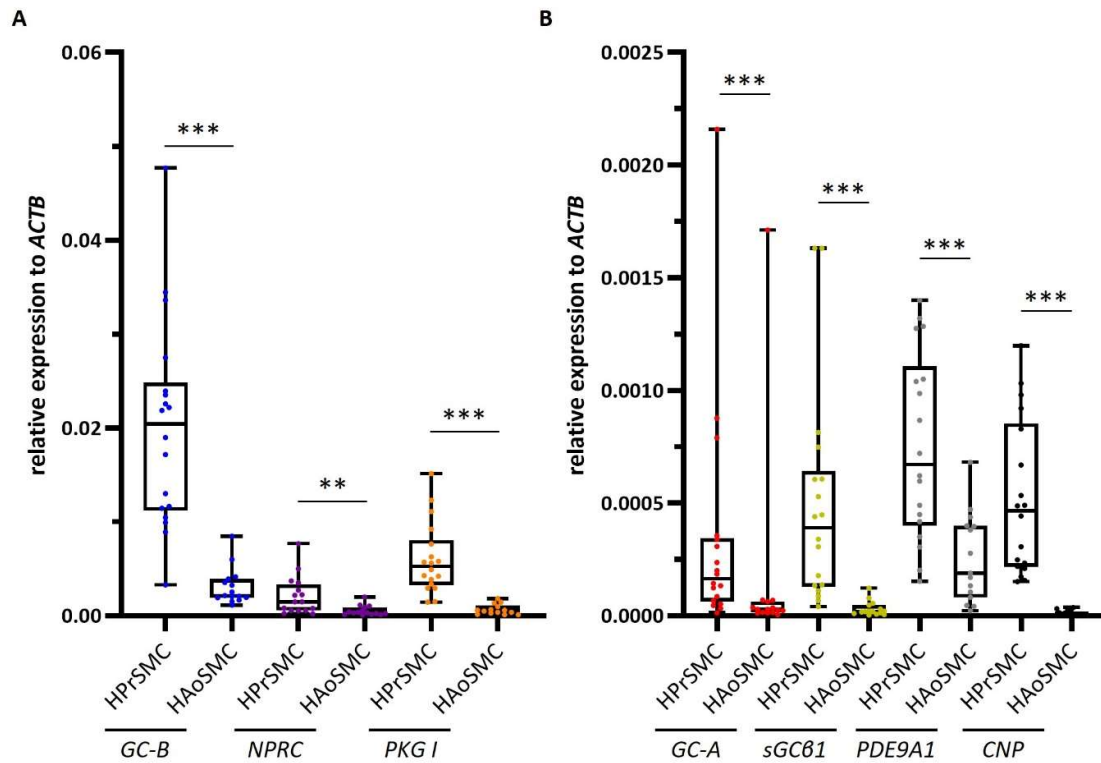 A
B
relative expression to ACTB
0.06
0.04
0.02
0.00
***
**
***
HPrSMC
HAoSMC
HPrSMC
HAoSMC
HPrSMC
HAoSMC
GC-B
NPRC
PKG I
relative expression to ACTB
0.0025
0.0020
0.0015
0.0010
0.0005
0.0000
***
***
***
***
HPrSMC
HAoSMC
HPrSMC
HAoSMC
HPrSMC
HAoSMC
HPrSMC
HAoSMC
GC-A
sGCβ1
PDE9A1
CNP